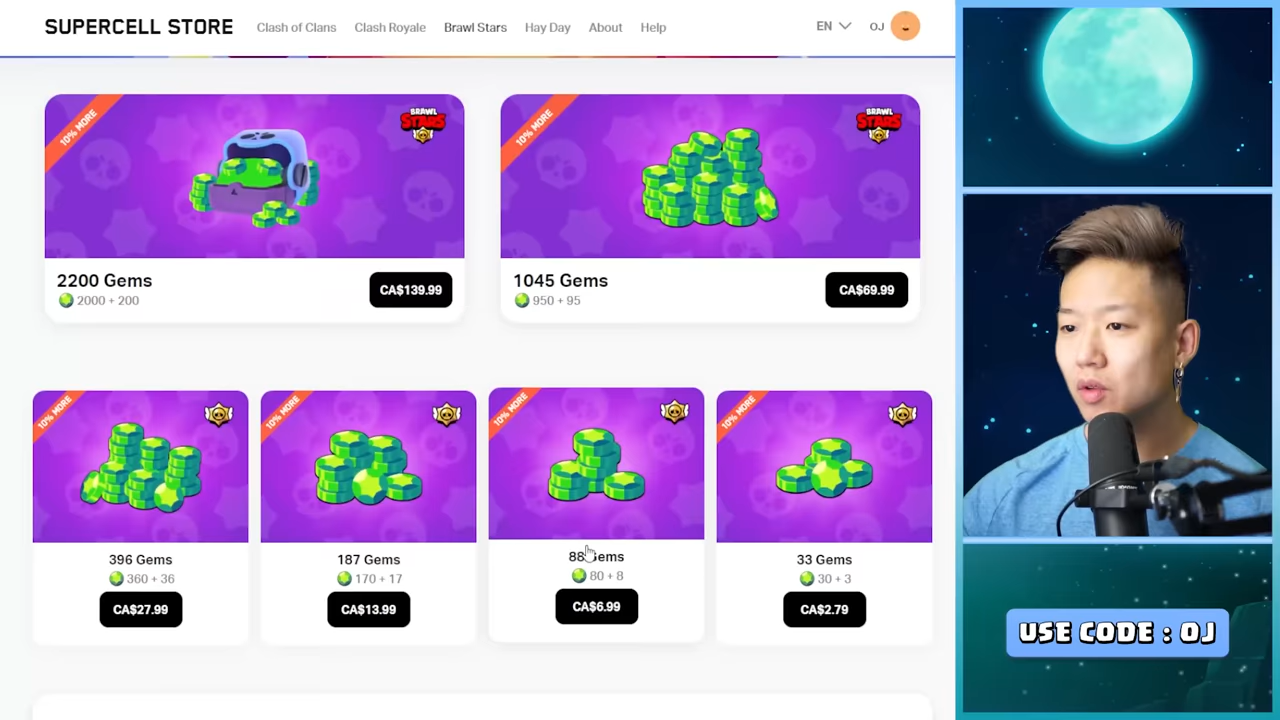 SUPERCELL STORE
Clash of Clans
Clash Royale
Brawl Stars
Hay Day
About
Help
EN
OJ
10% MORE
BRAWL
STARS
10% MORE
BRAWL
STARS
2200 Gems
2000 + 200
CA$139.99
1045 Gems
950 + 95
CA$69.99
10% MORE
10% MORE
10% MORE
10% MORE
396 Gems
360 + 36
CA$27.99
187 Gems
170 + 17
CA$13.99
88 Gems
80 + 8
CA$6.99
33 Gems
30 + 3
CA$2.79
USE CODE : OJ